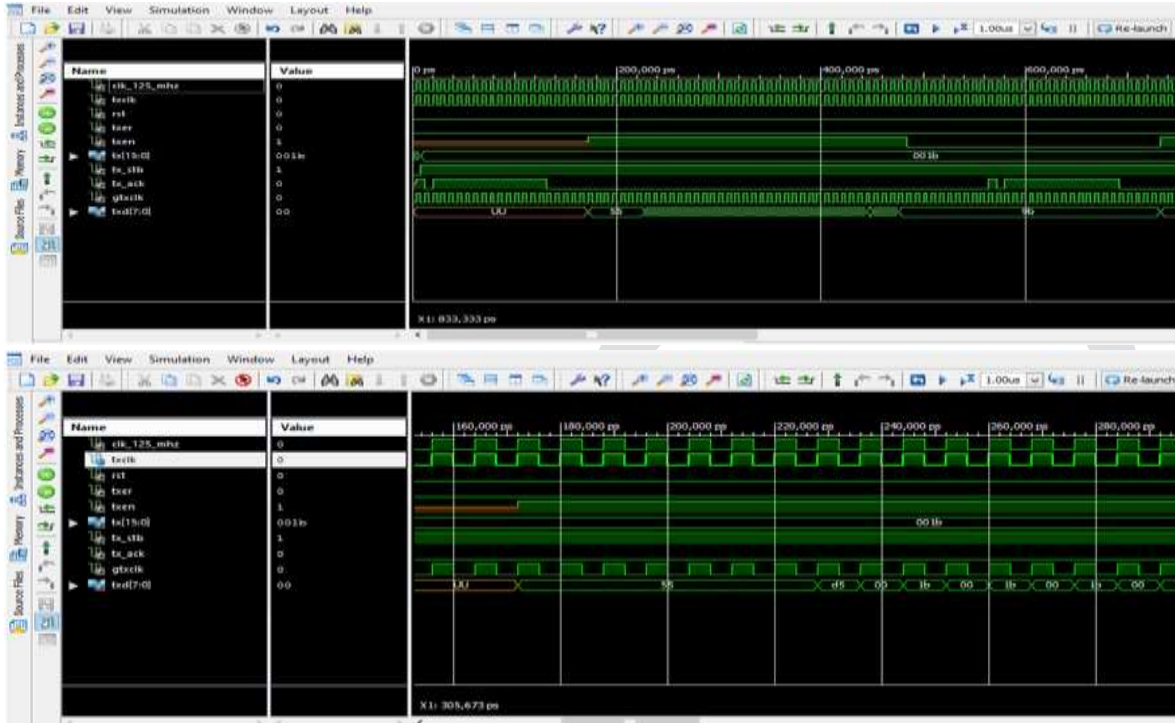 File Edit View Simulation Window Layout Help
1.00us Re-launch
Instances and Processes
Memory
Source Files
Name Value
0 ps 200,000 ps 400,000 ps 600,000 ps
clk_125_mhz 0
txclk 0
rst 0
txer 0
txen 1
tx[15:0] 001b 001b
tx_stb 1
tx_ack 0
gtxclk 0
txd[7:0] 00 UU 55 9b
X1: 833,333 ps
File Edit View Simulation Window Layout Help
1.00us Re-launch
Instances and Processes
Memory
Source Files
Name Value
160,000 ps 180,000 ps 200,000 ps 220,000 ps 240,000 ps 260,000 ps 280,000 ps
clk_125_mhz 0
txclk 0
rst 0
txer 0
txen 1
tx[15:0] 001b 001b
tx_stb 1
tx_ack 0
gtxclk 0
txd[7:0] 00 UU 55 d5 00 1b 00 1b 00 1b 00
X1: 305,673 ps